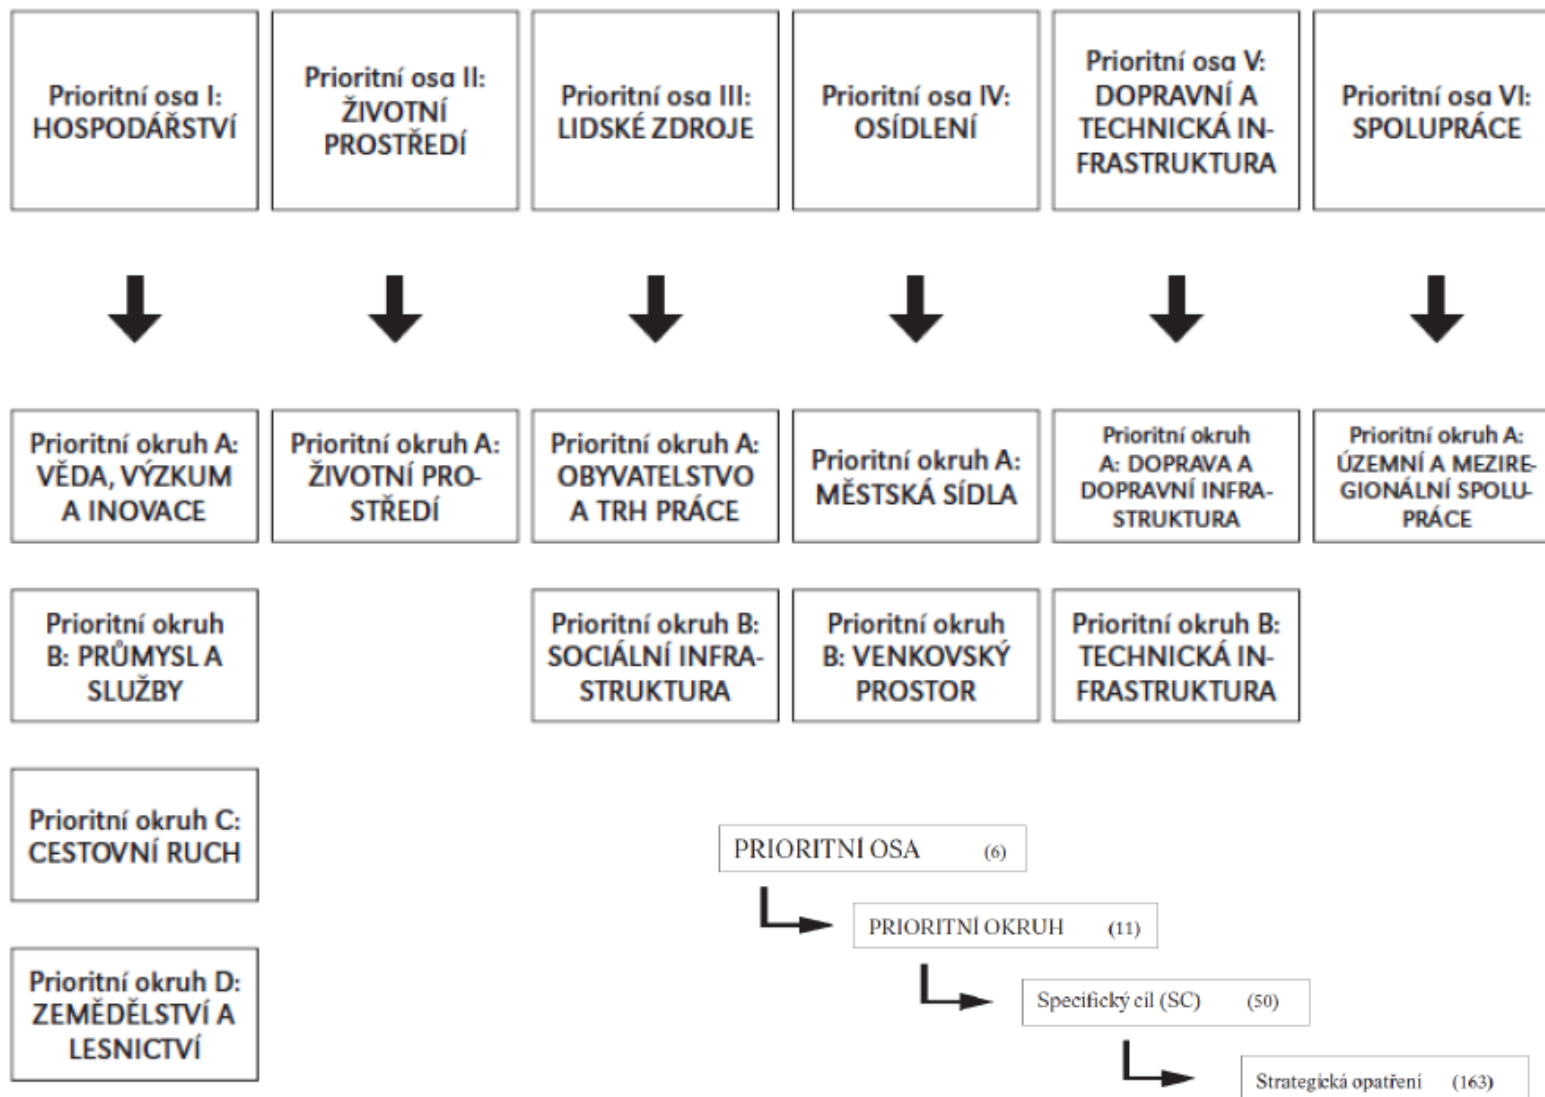 Prioritní osa I:
HOSPODÁŘSTVÍ
Prioritní osa II:
ŽIVOTNÍ
PROSTŘEDÍ
Prioritní osa III:
LIDSKÉ ZDROJE
Prioritní osa IV:
OSÍDLENÍ
Prioritní osa V:
DOPRAVNÍ A
TECHNICKÁ IN-
FRASTRUKTURA
Prioritní osa VI:
SPOLUPRÁCE
Prioritní okruh A:
VĚDA, VÝZKUM
A INOVACE
Prioritní okruh A:
ŽIVOTNÍ PRO-
STŘEDÍ
Prioritní okruh A:
OBYVATELSTVO
A TRH PRÁCE
Prioritní okruh A:
MĚSTSKÁ SÍDLA
Prioritní okruh
A: DOPRAVA A
DOPRAVNÍ INFRA-
STRUKTURA
Prioritní okruh A:
ÚZEMNÍ A MEZIRE-
GIONÁLNÍ SPOLU-
PRÁCE
Prioritní okruh
B: PRŮMYSL A
SLUŽBY
Prioritní okruh B:
SOCIÁLNÍ INFRA-
STRUKTURA
Prioritní okruh
B: VENKOVSKÝ
PROSTOR
Prioritní okruh B:
TECHNICKÁ IN-
FRASTRUKTURA
Prioritní okruh C:
CESTOVNÍ RUCH
Prioritní okruh D:
ZEMĚDĚLSTVÍ A
LESNICTVÍ
PRIORITNÍ OSA (6)
PRIORITNÍ OKRUH (11)
Specifický cíl (SC) (50)
Strategická opatření (163)